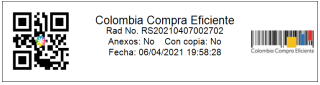 Colombia Compra Eficiente
Rad No. RS20210407002702
Anexos: No Con copia: No
Fecha: 06/04/2021 19:58:28
Colombia Compra Eficiente